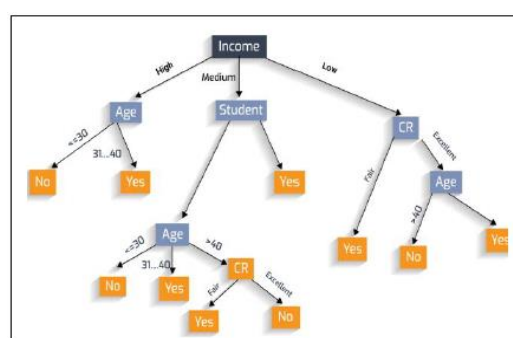 Income
High
Medium
Low
Age
Student
CR
<=30
31...40
Fair
Excellent
No
Yes
Yes
Age
>40
Age
Yes
No
Yes
<=30
31...40
>40
No
Yes
CR
Fair
Excellent
Yes
No